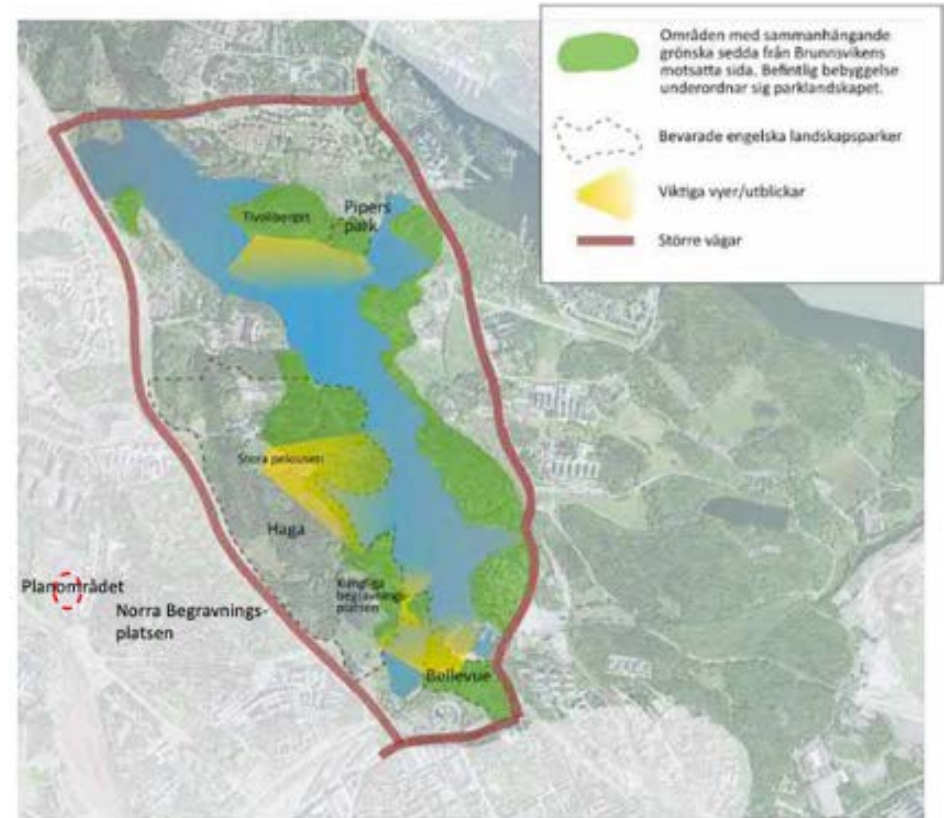 Områden med sammanhängande
grönska sedda från Brunnsvikens
motsatta sida. Befintlig bebyggelse
underordnar sig parklandskapet.
Bevarade engelska landskapsparker
Viktiga vyer/utblickar
Större vägar
Tivoliberget
Pipers
park
Stora pelousen
Haga
Kungliga
begravnings-
platsen
Planområdet
Norra Begravnings-
platsen
Bellevue